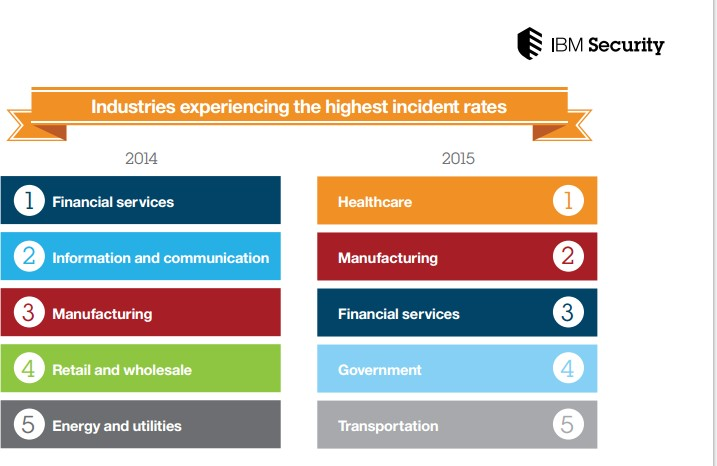 IBM Security
Industries experiencing the highest incident rates
2014
1 Financial services
2 Information and communication
3 Manufacturing
4 Retail and wholesale
5 Energy and utilities
2015
Healthcare 1
Manufacturing 2
Financial services 3
Government 4
Transportation 5